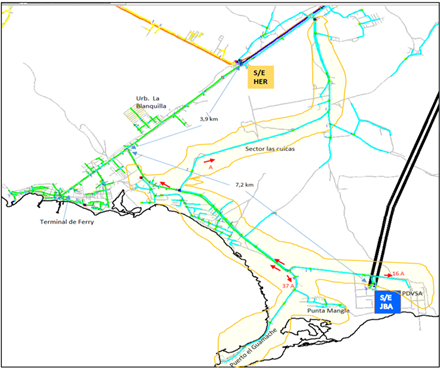 S/E
HER
Urb. La
Blanquilla
3,9 km
Sector las cuicas
A
7,2 km
Terminal de Ferry
16 A
37 A
PDVSA
S/E
JBA
Punta Mangle
Puerto el Guamache